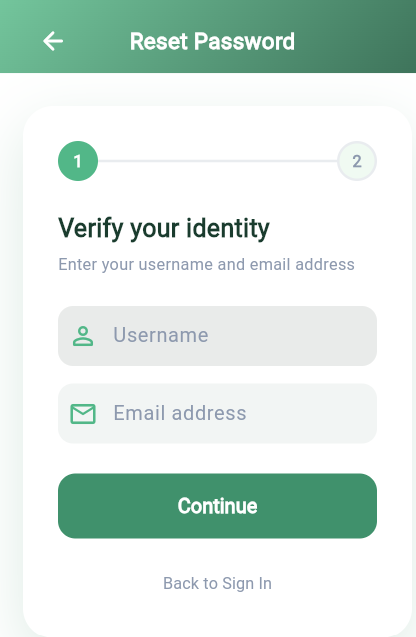 Reset Password
1 2
Verify your identity
Enter your username and email address
Username
Email address
Continue
Back to Sign In